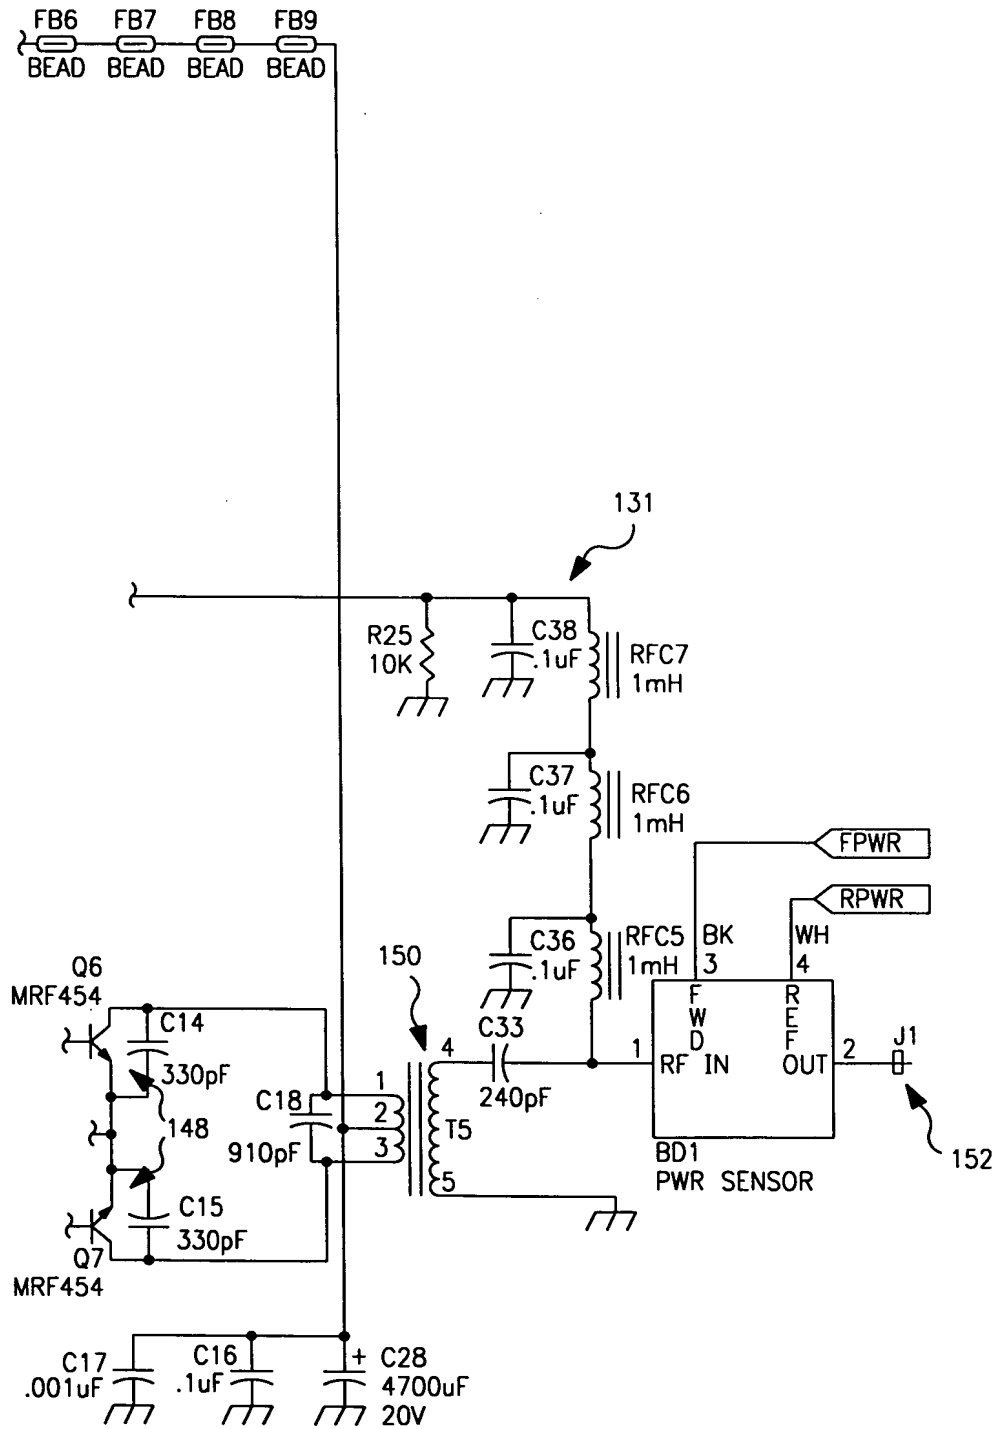 FB6 FB7 FB8 FB9
BEAD BEAD BEAD BEAD
131
R25
10K
C38
.1uF
RFC7
1mH
C37
.1uF
RFC6
1mH
FPWR
RPWR
C36
.1uF
RFC5
1mH
BK
3
WH
4
150
Q6
MRF454
C14
330pF
C18
910pF
1
2
3
4
T5
5
C33
240pF
1
RF IN
FWD
REF
OUT
2
J1
152
BD1
PWR SENSOR
148
C15
330pF
Q7
MRF454
C17
.001uF
C16
.1uF
+ C28
4700uF
20V